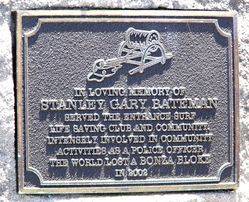 IN LOVING MEMORY OF
STANLEY GARY BATEMAN
SERVED THE ENTRANCE SURF
LIFE SAVING CLUB AND COMMUNITY.
INTENSELY INVOLVED IN COMMUNITY
ACTIVITIES AS A POLICE OFFICER.
THE WORLD LOST A BONZA BLOKE
IN 2002